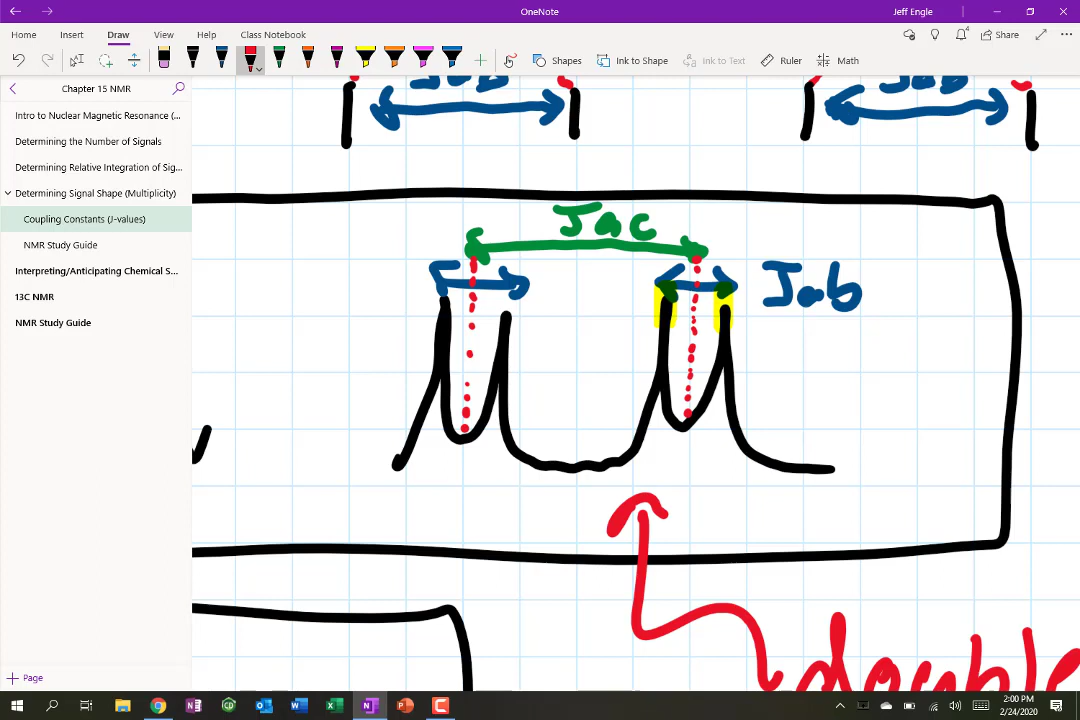 OneNote
Jeff Engle
Home Insert Draw View Help Class Notebook
Share
Shapes Ink to Shape Ink to Text Ruler Math
Chapter 15 NMR
Intro to Nuclear Magnetic Resonance (...
Determining the Number of Signals
Determining Relative Integration of Sig...
Determining Signal Shape (Multiplicity)
Coupling Constants (J-values)
NMR Study Guide
Interpreting/Anticipating Chemical S...
13C NMR
NMR Study Guide
Jac
Jab
double
Page
2:00 PM
2/24/2020